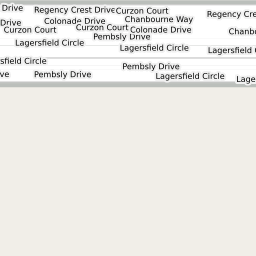 Drive
Regency Crest Drive
Curzon Court
Regency Cre
Drive
Colonade Drive
Chanbourne Way
Curzon Court
Curzon Court
Colonade Drive
Chanbo
Pembsly Drive
Lagersfield Circle
Lagersfield Circle
Lagersfield
sfield Circle
Pembsly Drive
ve
Pembsly Drive
Lagersfield Circle
Lage